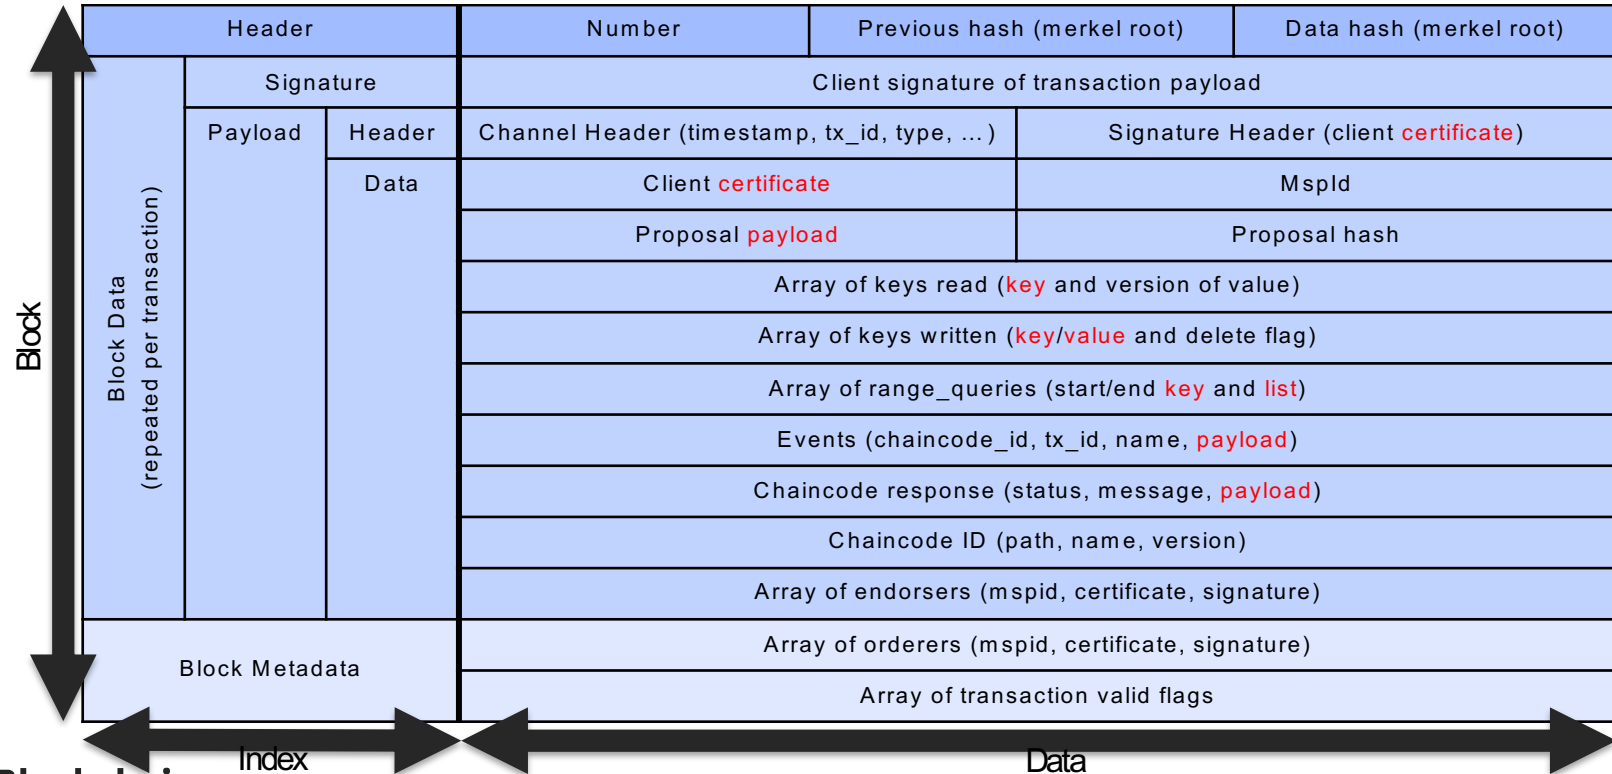 Header
Number
Previous hash (merkel root)
Data hash (merkel root)
Signature
Client signature of transaction payload
Payload
Header
Channel Header (timestamp, tx_id, type, ...)
Signature Header (client certificate)
Data
Client certificate
MspId
Proposal payload
Proposal hash
Array of keys read (key and version of value)
Array of keys written (key/value and delete flag)
Array of range_queries (start/end key and list)
Events (chaincode_id, tx_id, name, payload)
Chaincode response (status, message, payload)
Chaincode ID (path, name, version)
Array of endorsers (mspid, certificate, signature)
Block Data
(repeated per transaction)
Block
Block Metadata
Array of orderers (mspid, certificate, signature)
Array of transaction valid flags
Index
Data